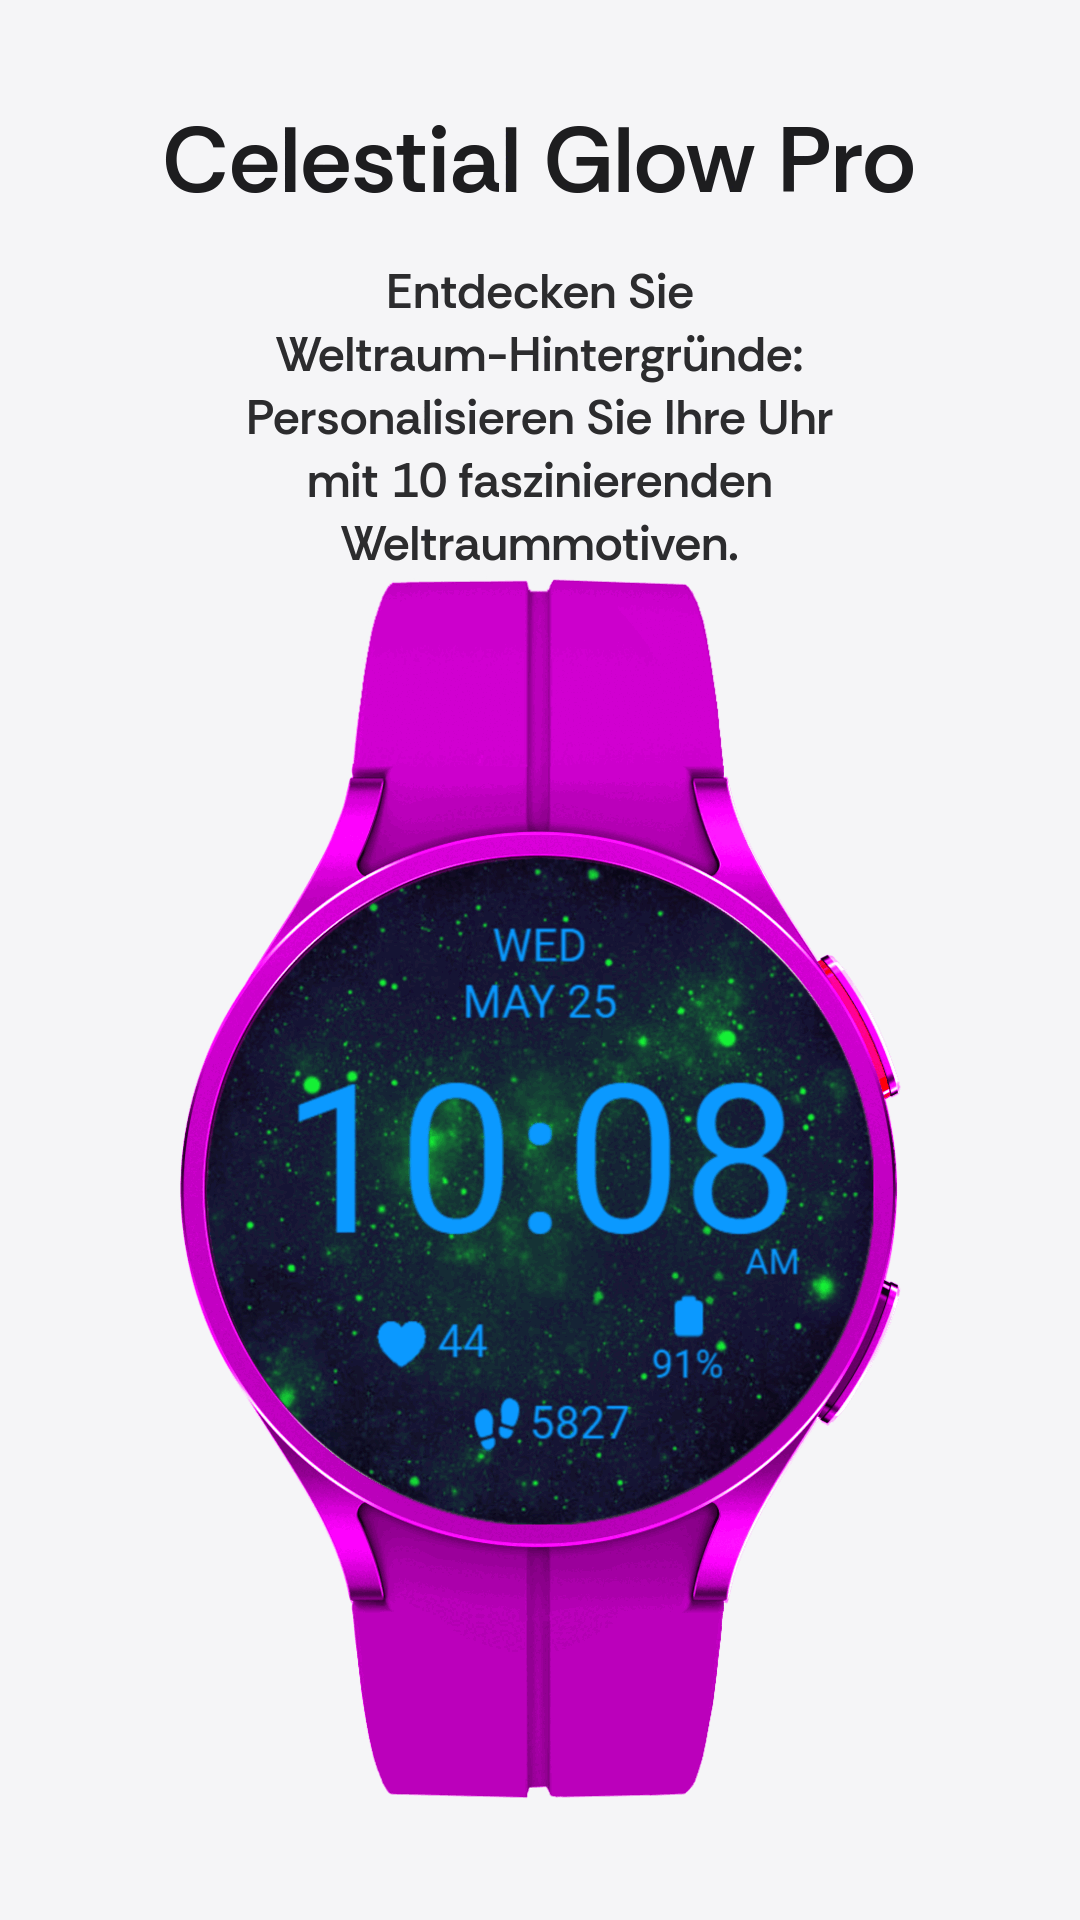 Celestial Glow Pro
Entdecken Sie
Weltraum-Hintergründe:
Personalisieren Sie Ihre Uhr
mit 10 faszinierenden
Weltraummotiven.
WED
MAY 25
10:08
AM
44
91%
5827